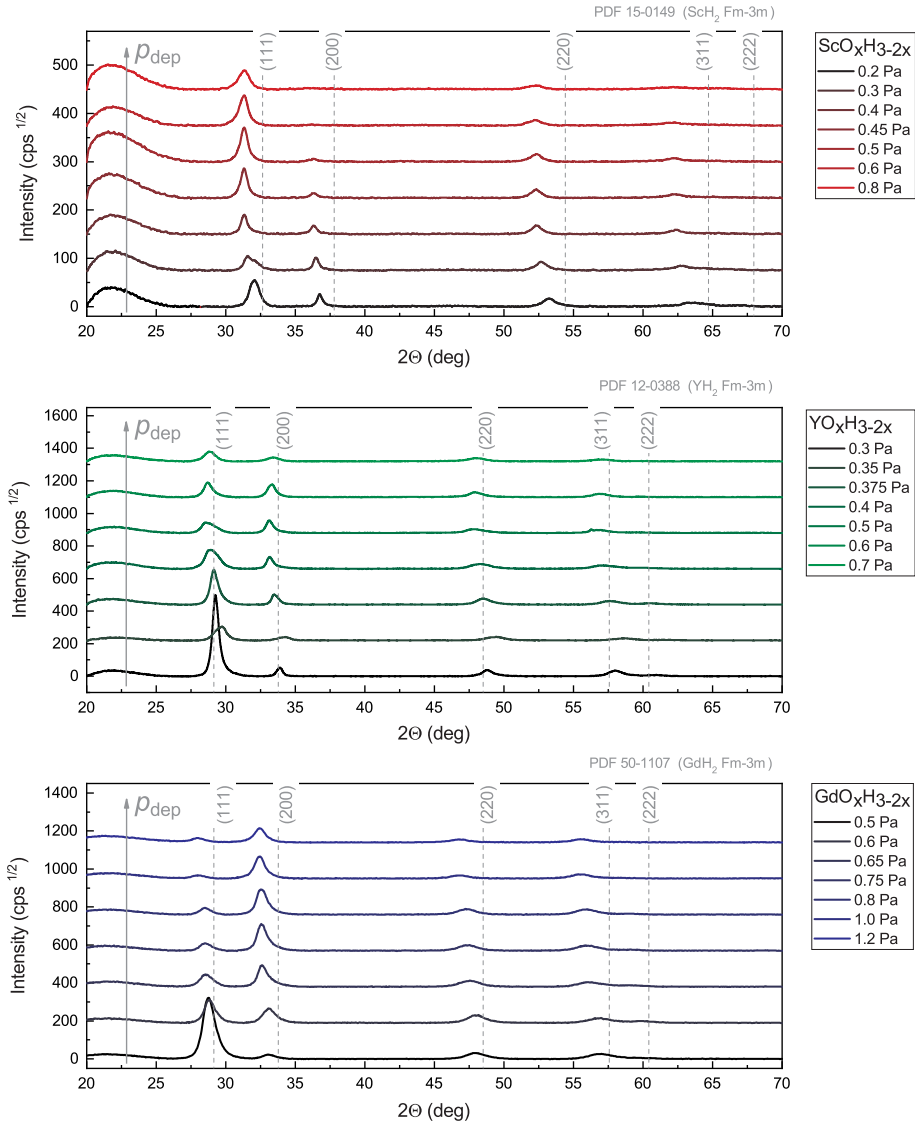 PDF 15-0149 (ScH2 Fm-3m)
pdep
(111)
(200)
(220)
(311)
(222)
500
400
300
200
100
0
Intensity (cps 1/2)
20 25 30 35 40 45 50 55 60 65 70
2Θ (deg)
ScOxH3-2x
0.2 Pa
0.3 Pa
0.4 Pa
0.45 Pa
0.5 Pa
0.6 Pa
0.8 Pa
PDF 12-0388 (YH2 Fm-3m)
pdep
(111)
(200)
(220)
(311)
(222)
1600
1400
1200
1000
800
600
400
200
0
Intensity (cps 1/2)
20 25 30 35 40 45 50 55 60 65 70
2Θ (deg)
YOxH3-2x
0.3 Pa
0.35 Pa
0.375 Pa
0.4 Pa
0.5 Pa
0.6 Pa
0.7 Pa
PDF 50-1107 (GdH2 Fm-3m)
pdep
(111)
(200)
(220)
(311)
(222)
1400
1200
1000
800
600
400
200
0
Intensity (cps 1/2)
20 25 30 35 40 45 50 55 60 65 70
2Θ (deg)
GdOxH3-2x
0.5 Pa
0.6 Pa
0.65 Pa
0.75 Pa
0.8 Pa
1.0 Pa
1.2 Pa